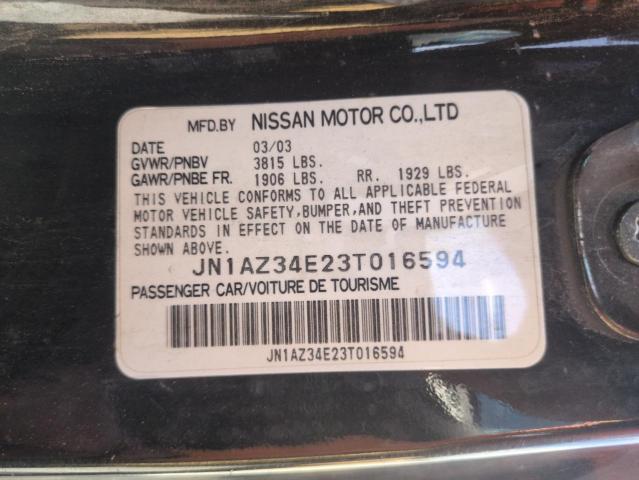 MFD.BY NISSAN MOTOR CO.,LTD
DATE 03/03
GVWR/PNBV 3815 LBS.
GAWR/PNBE FR. 1906 LBS. RR. 1929 LBS.
THIS VEHICLE CONFORMS TO ALL APPLICABLE FEDERAL
MOTOR VEHICLE SAFETY, BUMPER, AND THEFT PREVENTION
STANDARDS IN EFFECT ON THE DATE OF MANUFACTURE
SHOWN ABOVE.
JN1AZ34E23T016594
PASSENGER CAR/VOITURE DE TOURISME
JN1AZ34E23T016594